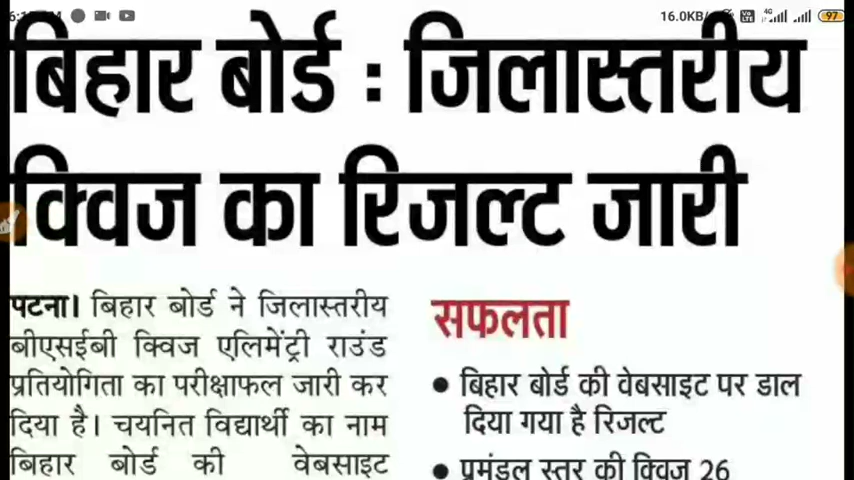 16.0KB/
4G
97
बिहार बोर्ड : जिलास्तरीय
क्विज का रिजल्ट जारी
पटना। बिहार बोर्ड ने जिलास्तरीय
बीएसईबी क्विज एलिमेंट्री राउंड
प्रतियोगिता का परीक्षाफल जारी कर
दिया है। चयनित विद्यार्थी का नाम
बिहार बोर्ड की वेबसाइट
सफलता
● बिहार बोर्ड की वेबसाइट पर डाल
दिया गया है रिजल्ट
● प्रमंडल स्तर की क्विज 26